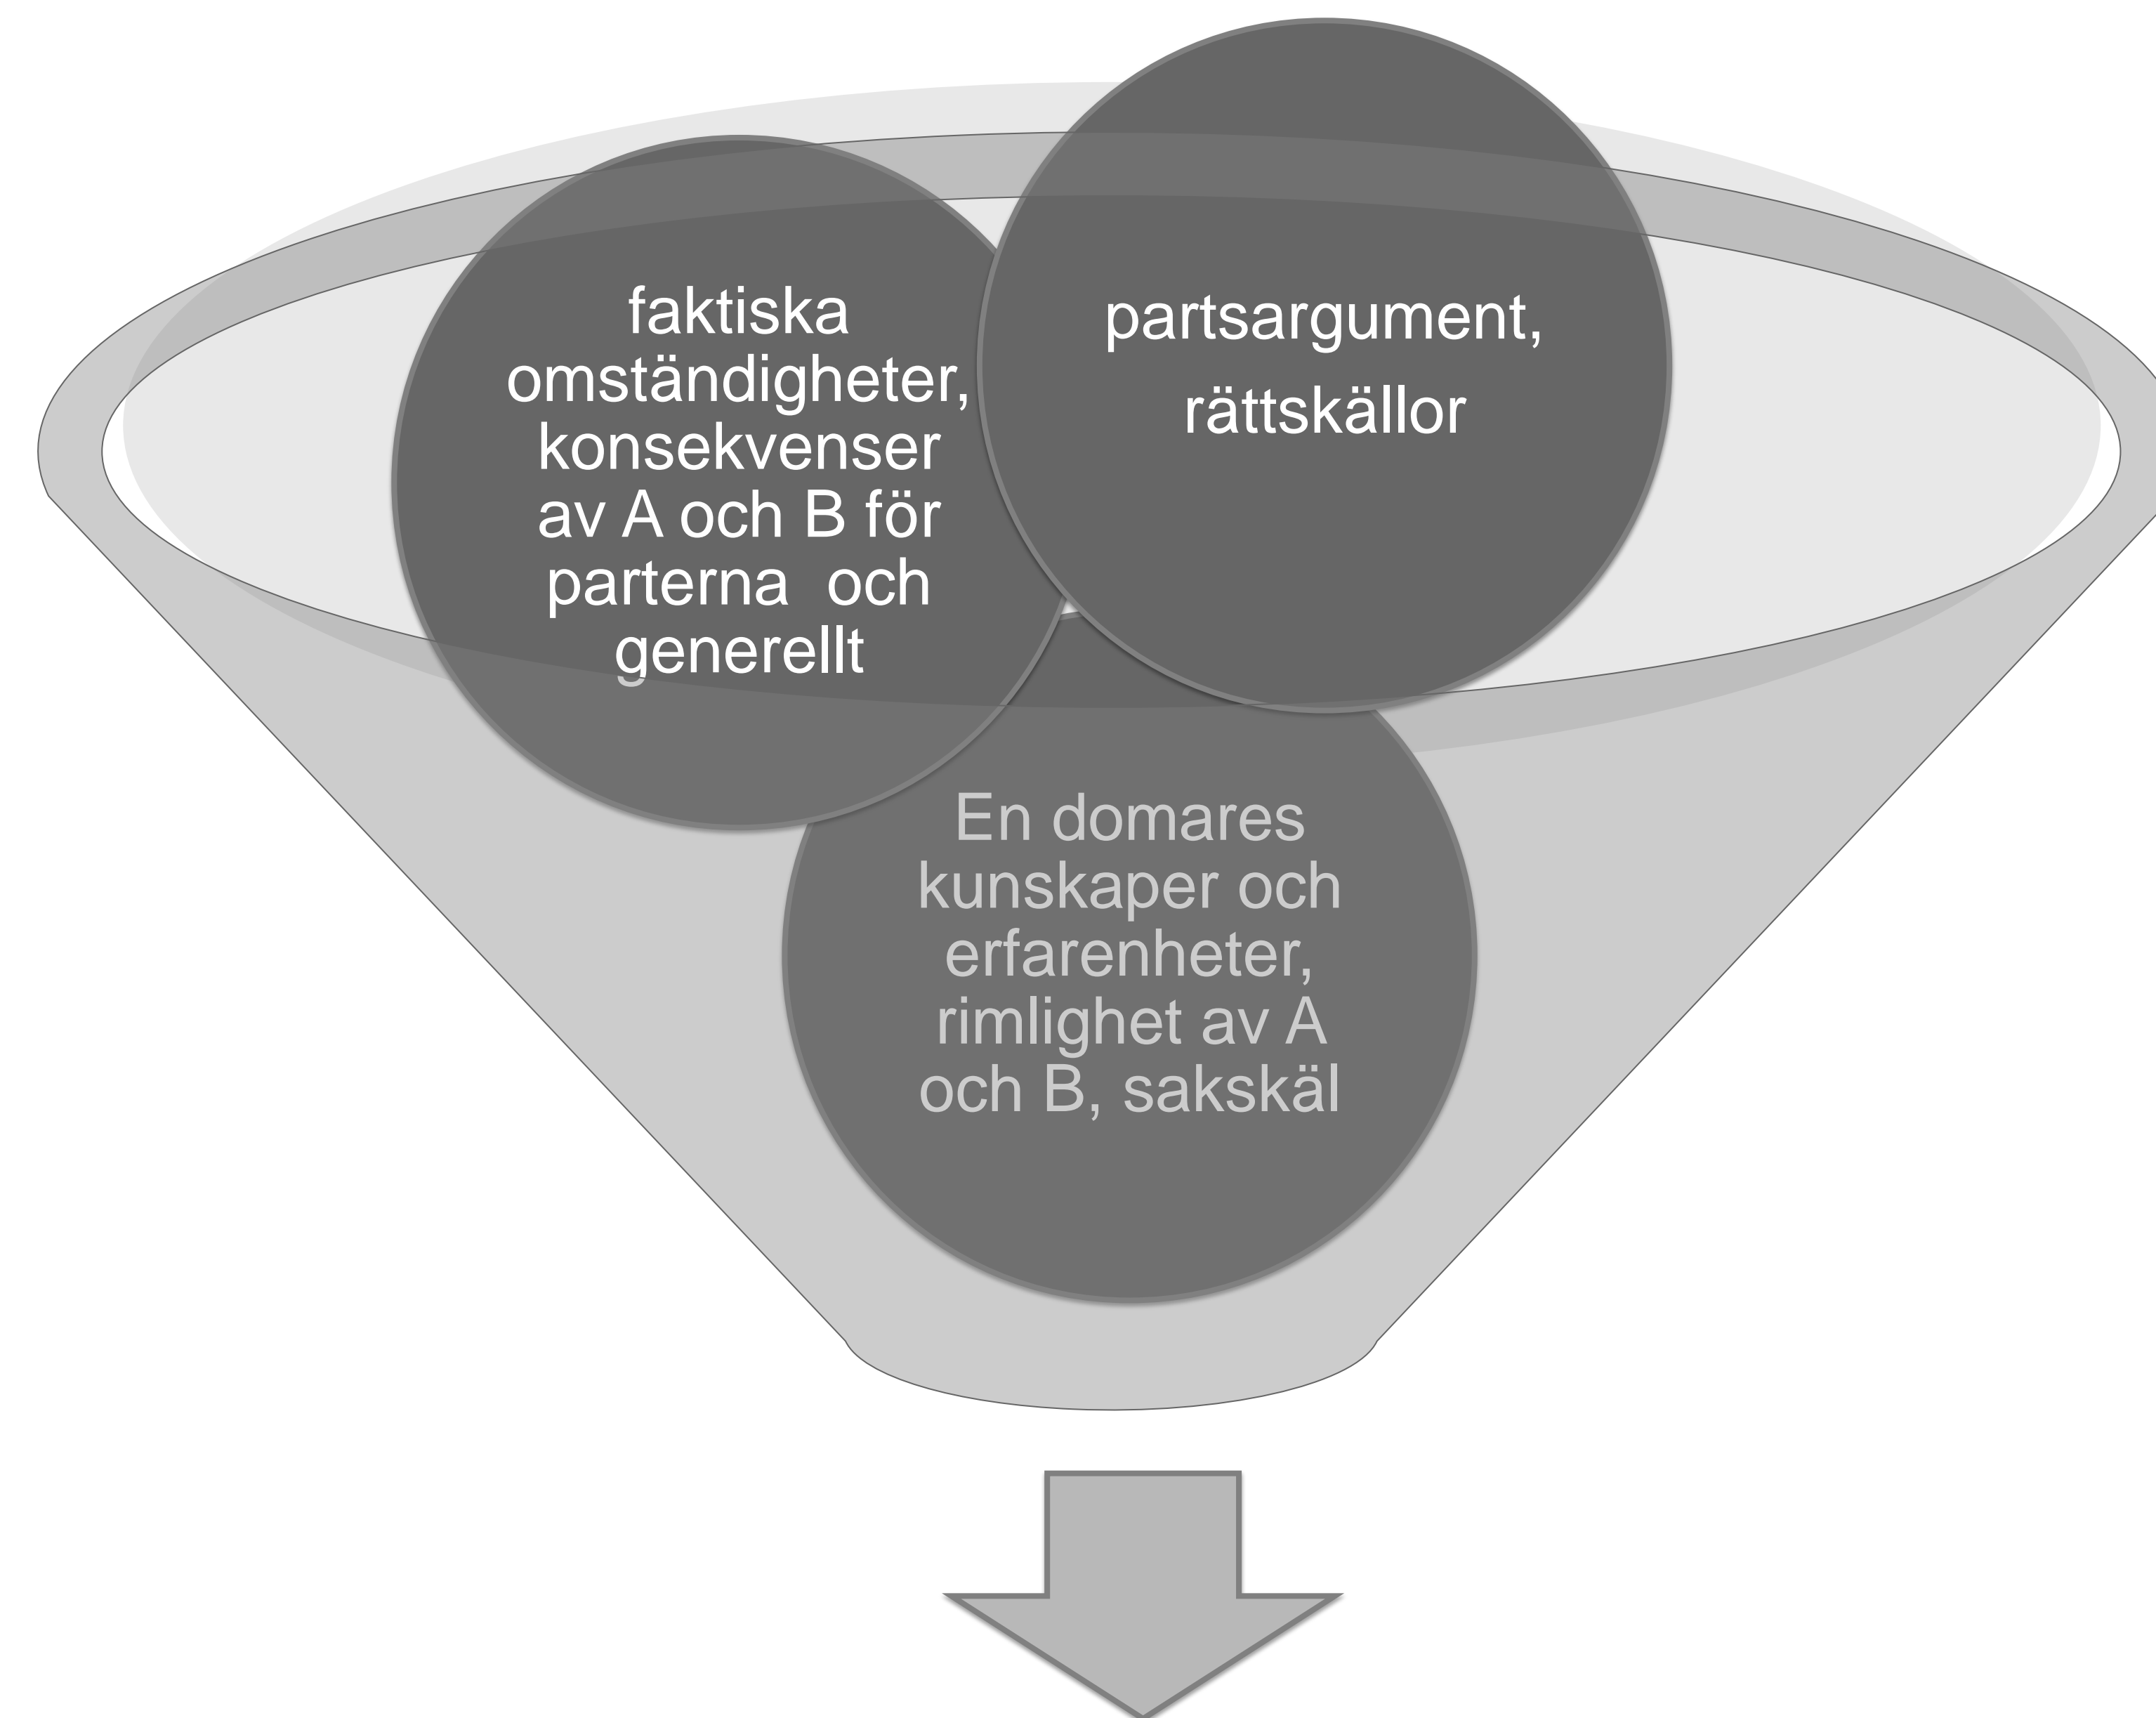 faktiska
omständigheter,
konsekvenser
av A och B för
parterna  och
generellt
partsargument,
rättskällor
En domares
kunskaper och
erfarenheter,
rimlighet av A
och B, sakskäl